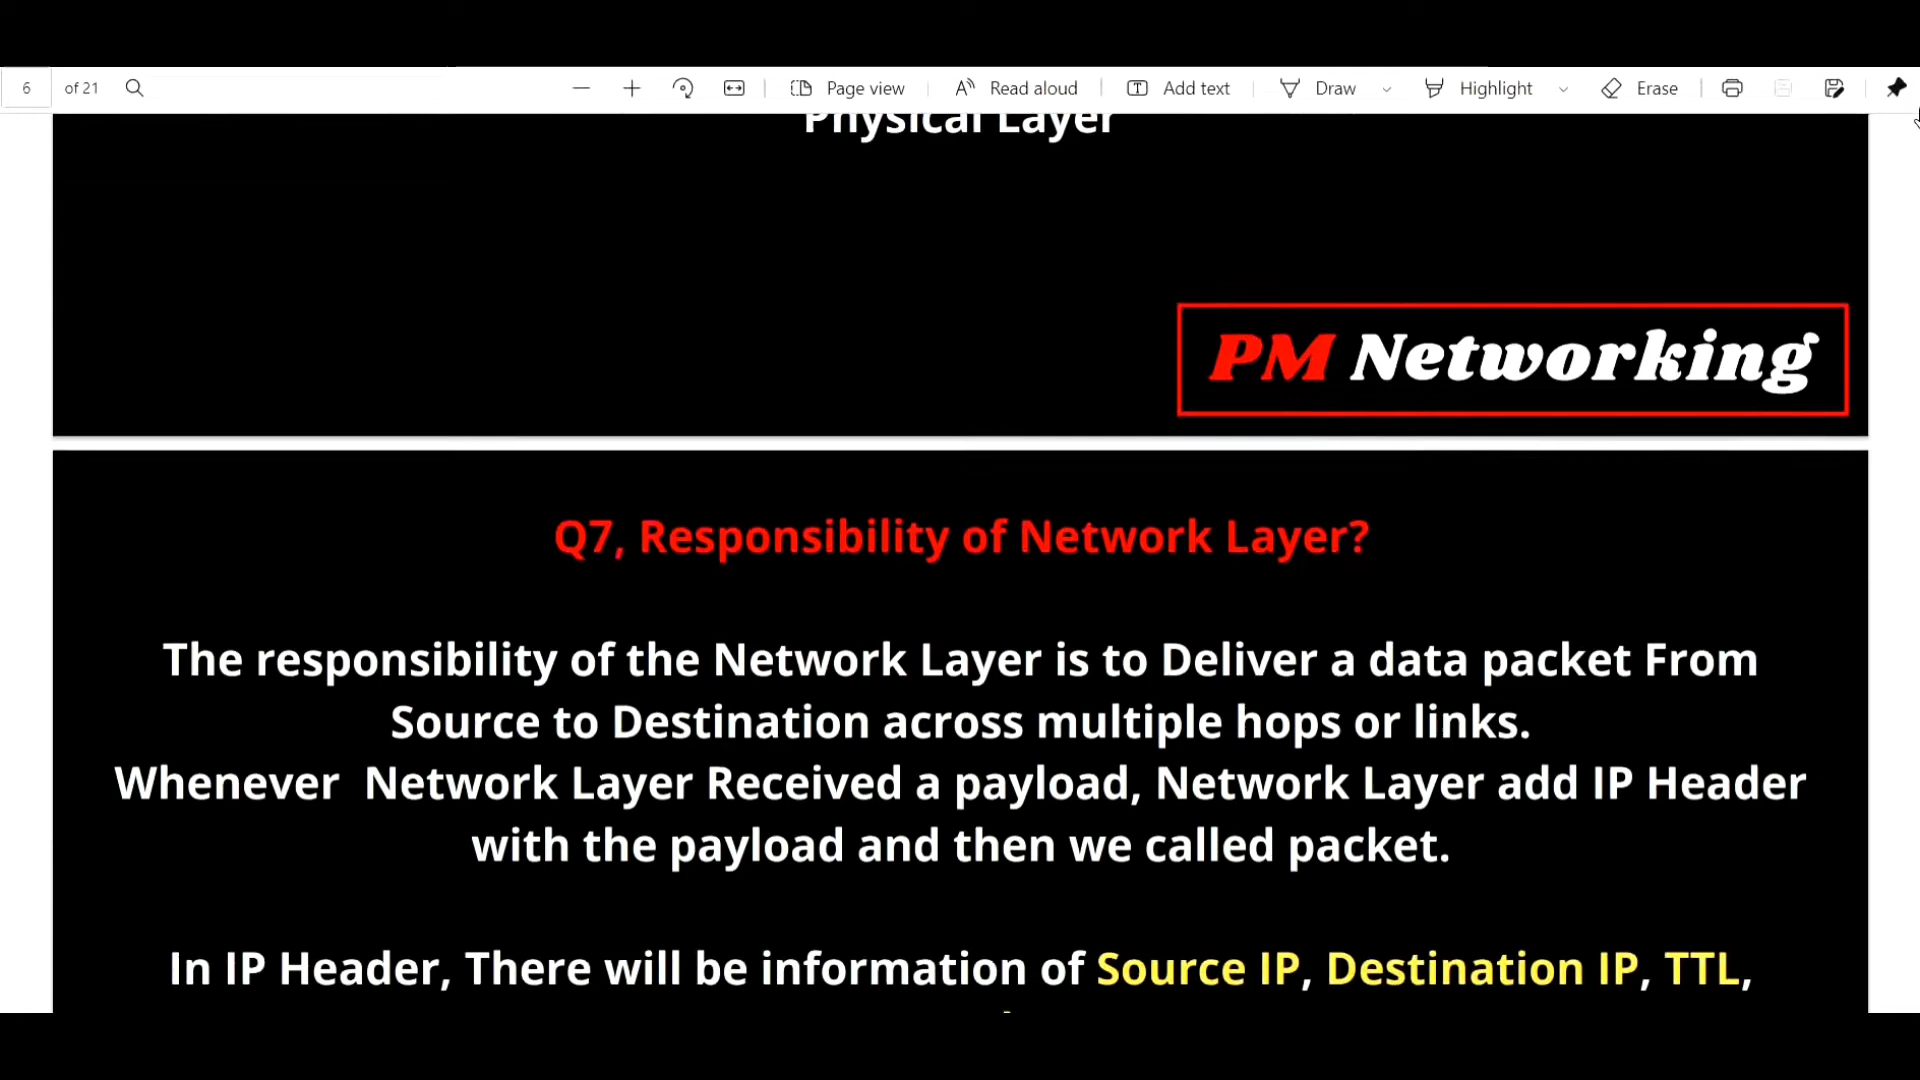 6 of 21 Page view Read aloud Add text Draw Highlight Erase
Physical Layer
PM Networking
Q7, Responsibility of Network Layer?
The responsibility of the Network Layer is to Deliver a data packet From
Source to Destination across multiple hops or links.
Whenever Network Layer Received a payload, Network Layer add IP Header
with the payload and then we called packet.
In IP Header, There will be information of Source IP, Destination IP, TTL,